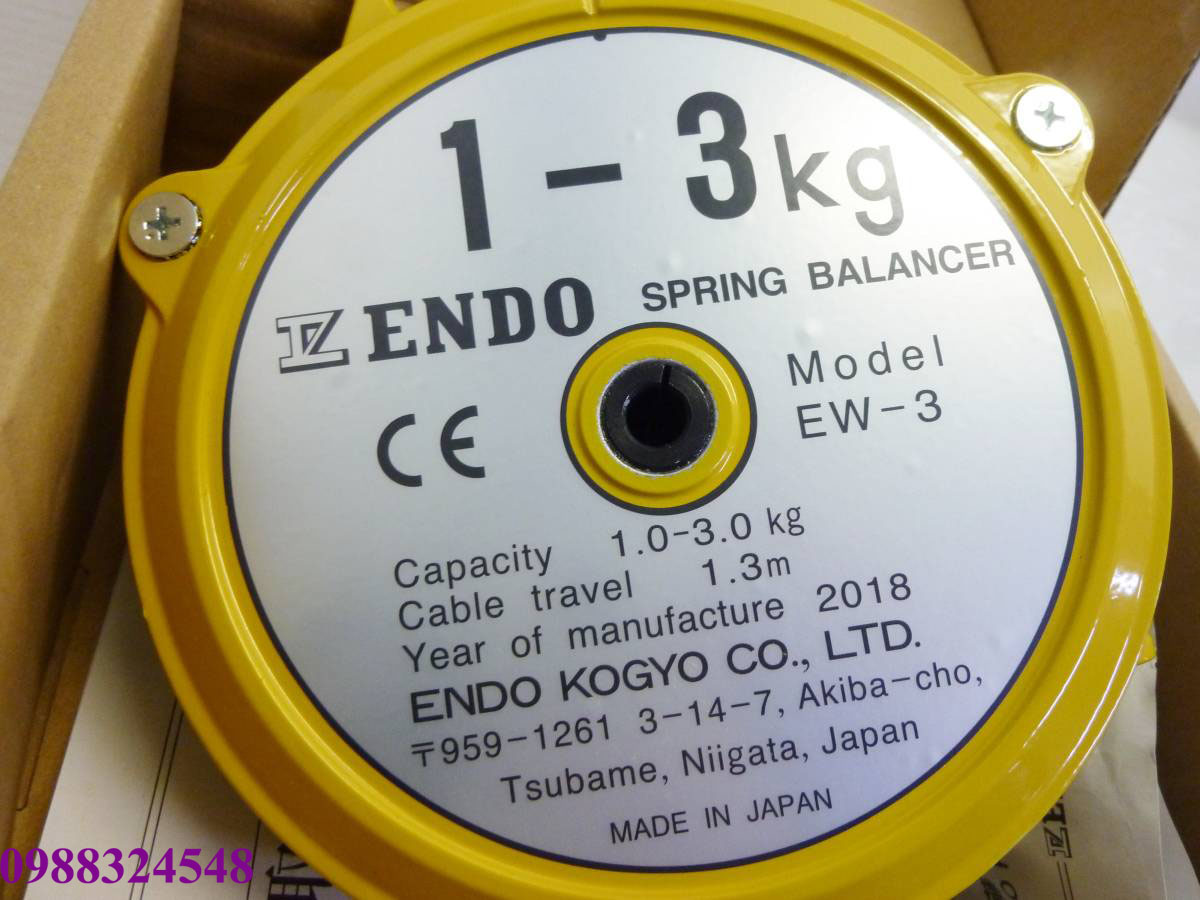 1 - 3 kg
ENDO SPRING BALANCER
CE Model
EW-3
Capacity 1.0-3.0 kg
Cable travel 1.3m
Year of manufacture 2018
ENDO KOGYO CO., LTD.
〒959-1261 3-14-7, Akiba-cho,
Tsubame, Niigata, Japan
MADE IN JAPAN
0988324548